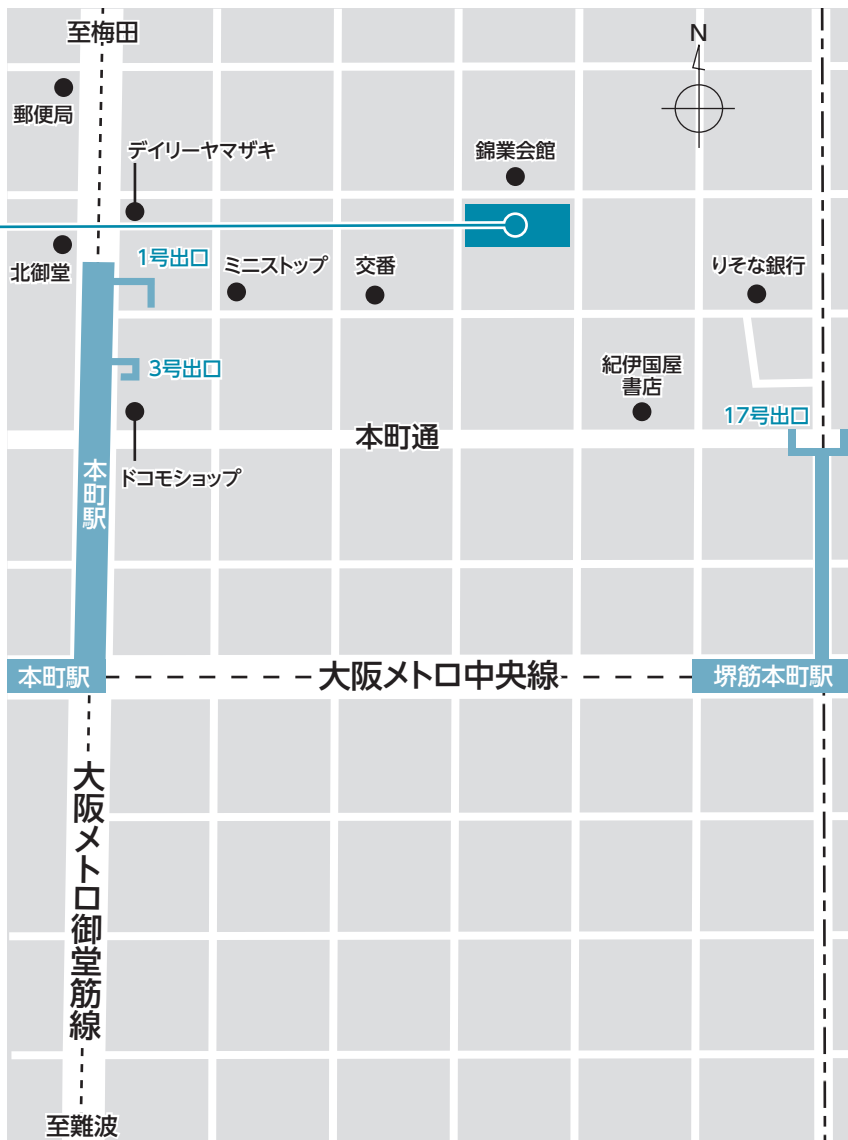 至梅田
N
郵便局
デイリーヤマザキ
錦業会館
北御堂
1号出口
ミニストップ
交番
りそな銀行
3号出口
紀伊国屋
書店
17号出口
本町通
ドコモショップ
本町駅
本町駅
大阪メトロ中央線
堺筋本町駅
大阪メトロ御堂筋線
至難波